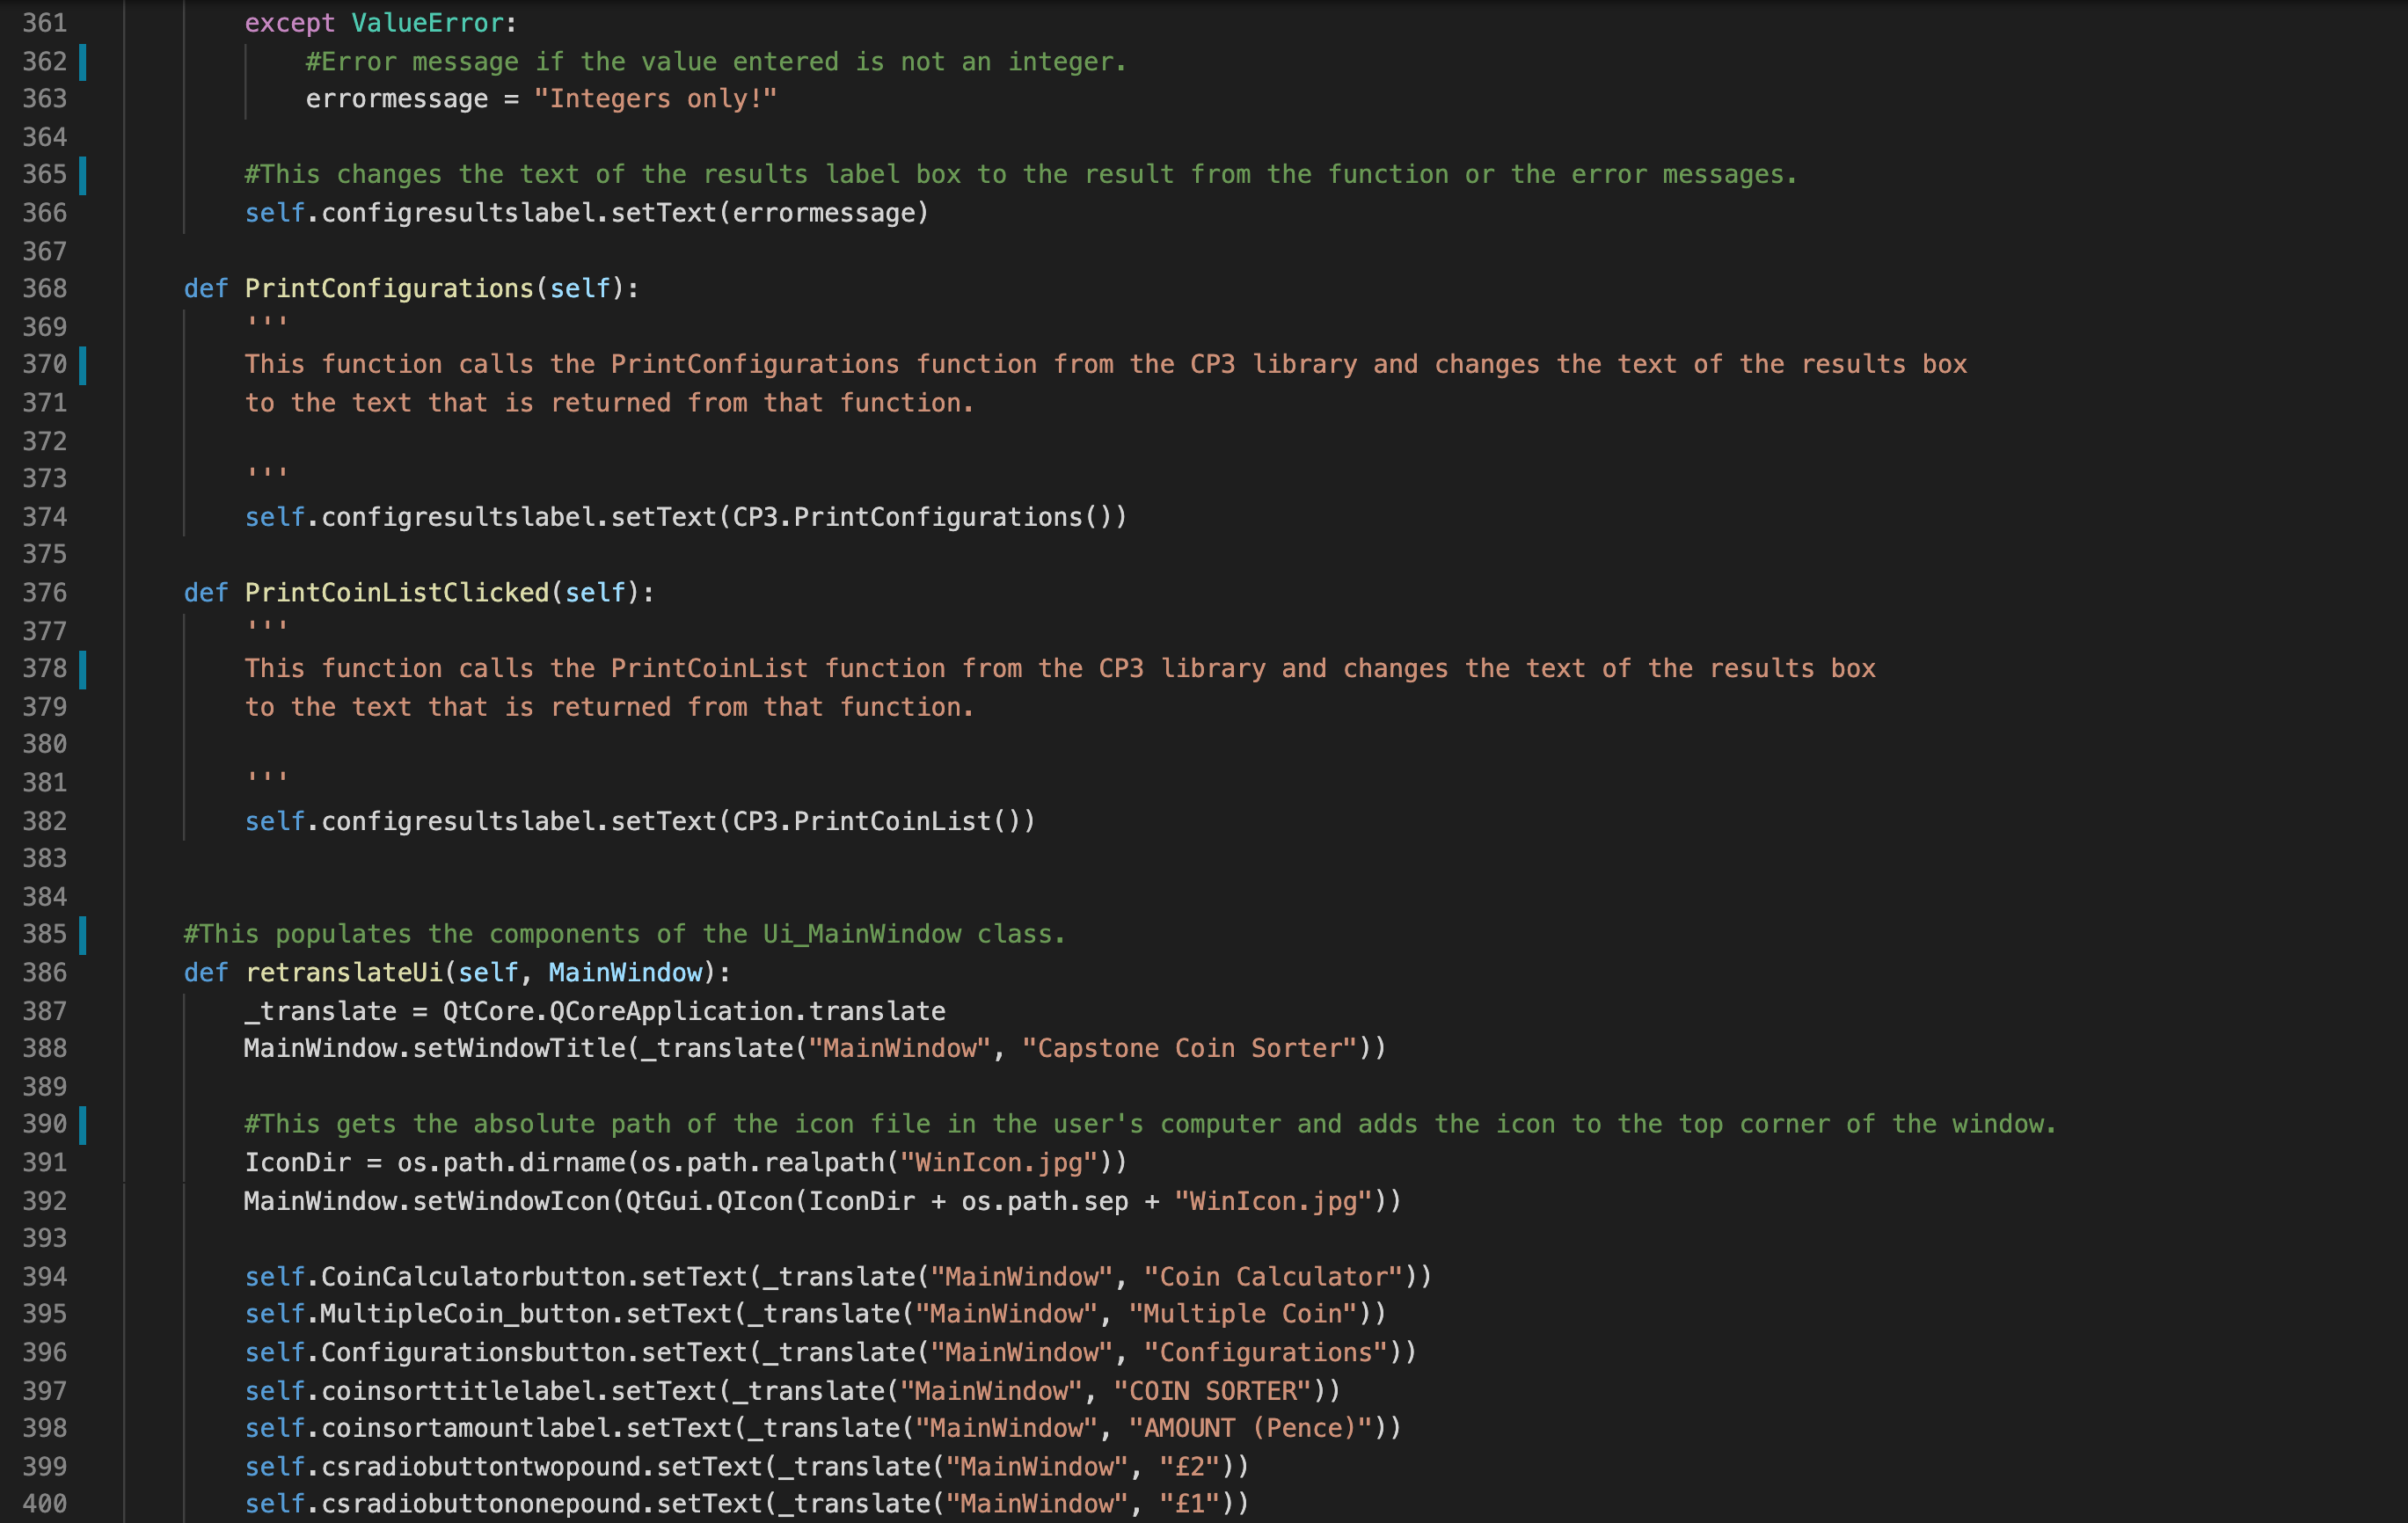 361 except ValueError:
362 #Error message if the value entered is not an integer.
363 errormessage = "Integers only!"
364
365 #This changes the text of the results label box to the result from the function or the error messages.
366 self.configresultslabel.setText(errormessage)
367
368 def PrintConfigurations(self):
369 '''
370 This function calls the PrintConfigurations function from the CP3 library and changes the text of the results box
371 to the text that is returned from that function.
372
373 '''
374 self.configresultslabel.setText(CP3.PrintConfigurations())
375
376 def PrintCoinListClicked(self):
377 '''
378 This function calls the PrintCoinList function from the CP3 library and changes the text of the results box
379 to the text that is returned from that function.
380
381 '''
382 self.configresultslabel.setText(CP3.PrintCoinList())
383
384
385 #This populates the components of the Ui_MainWindow class.
386 def retranslateUi(self, MainWindow):
387 _translate = QtCore.QCoreApplication.translate
388 MainWindow.setWindowTitle(_translate("MainWindow", "Capstone Coin Sorter"))
389
390 #This gets the absolute path of the icon file in the user's computer and adds the icon to the top corner of the window.
391 IconDir = os.path.dirname(os.path.realpath("WinIcon.jpg"))
392 MainWindow.setWindowIcon(QtGui.QIcon(IconDir + os.path.sep + "WinIcon.jpg"))
393
394 self.CoinCalculatorbutton.setText(_translate("MainWindow", "Coin Calculator"))
395 self.MultipleCoin_button.setText(_translate("MainWindow", "Multiple Coin"))
396 self.Configurationsbutton.setText(_translate("MainWindow", "Configurations"))
397 self.coinsorttitlelabel.setText(_translate("MainWindow", "COIN SORTER"))
398 self.coinsortamountlabel.setText(_translate("MainWindow", "AMOUNT (Pence)"))
399 self.csradiobuttontwopound.setText(_translate("MainWindow", "£2"))
400 self.csradiobuttononepound.setText(_translate("MainWindow", "£1"))